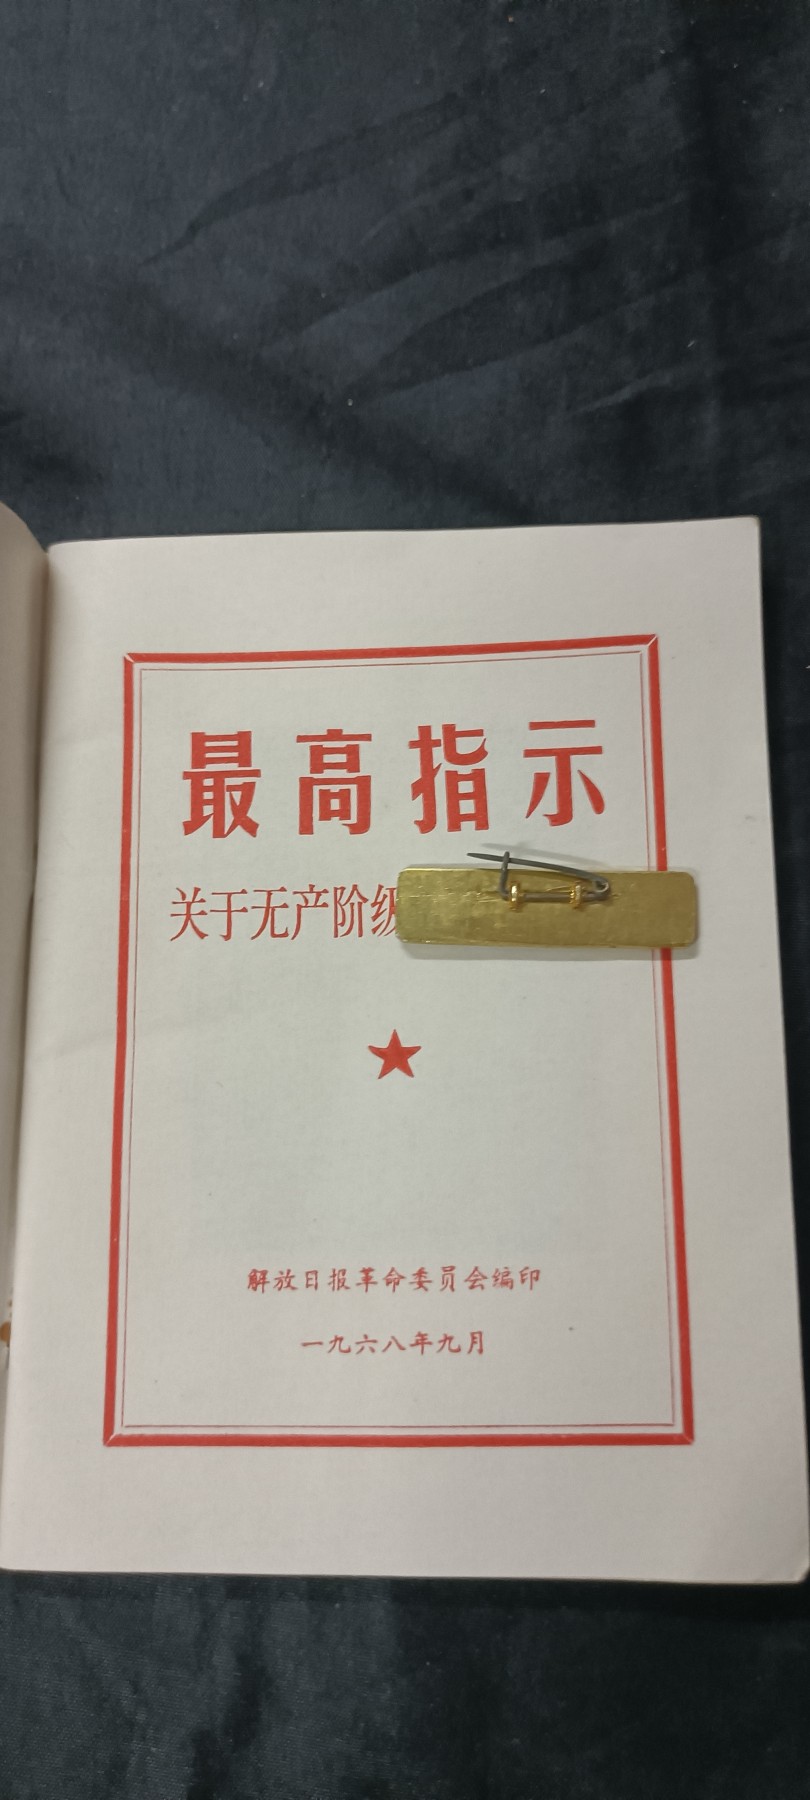 最高指示
关于无产阶级
解放日报革命委员会编印
一九六八年九月